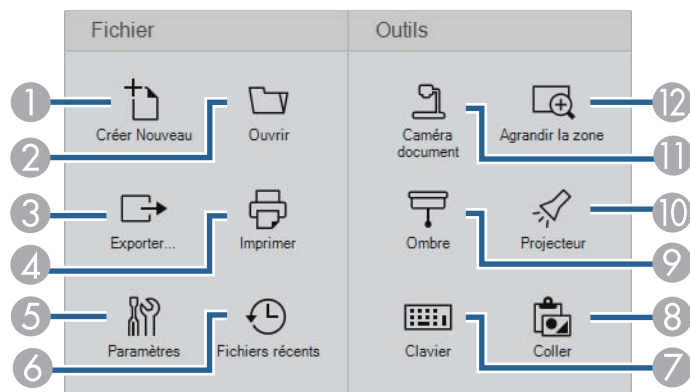 Fichier
Outils
1
Créer Nouveau
2
Ouvrir
Caméra
document
11
Agrandir la zone
12
3
Exporter...
4
Imprimer
Ombre
9
Projecteur
10
5
Paramètres
6
Fichiers récents
Clavier
7
Coller
8